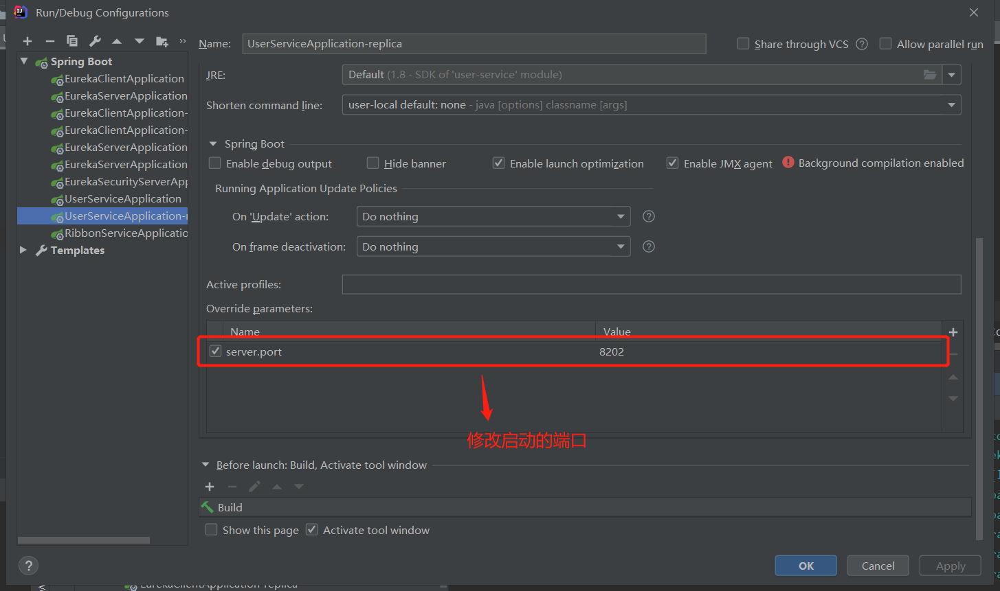 Run/Debug Configurations
Name: UserServiceApplication-replica
Share through VCS
Allow parallel run
Spring Boot
EurekaClientApplication
EurekaServerApplication
EurekaClientApplication-
EurekaClientApplication-
EurekaServerApplication
EurekaServerApplication
EurekaSecurityServerApp
UserServiceApplication
UserServiceApplication-r
RibbonServiceApplicatio
Templates
JRE: Default (1.8 - SDK of 'user-service' module)
Shorten command line: user-local default: none - java [options] classname [args]
Spring Boot
Enable debug output
Hide banner
Enable launch optimization
Enable JMX agent
Background compilation enabled
Running Application Update Policies
On 'Update' action: Do nothing
On frame deactivation: Do nothing
Active profiles:
Override parameters:
Name Value
server.port 8202
修改启动的端口
Before launch: Build, Activate tool window
Build
Show this page
Activate tool window
OK
Cancel
Apply
EurekaClientApplication-replica